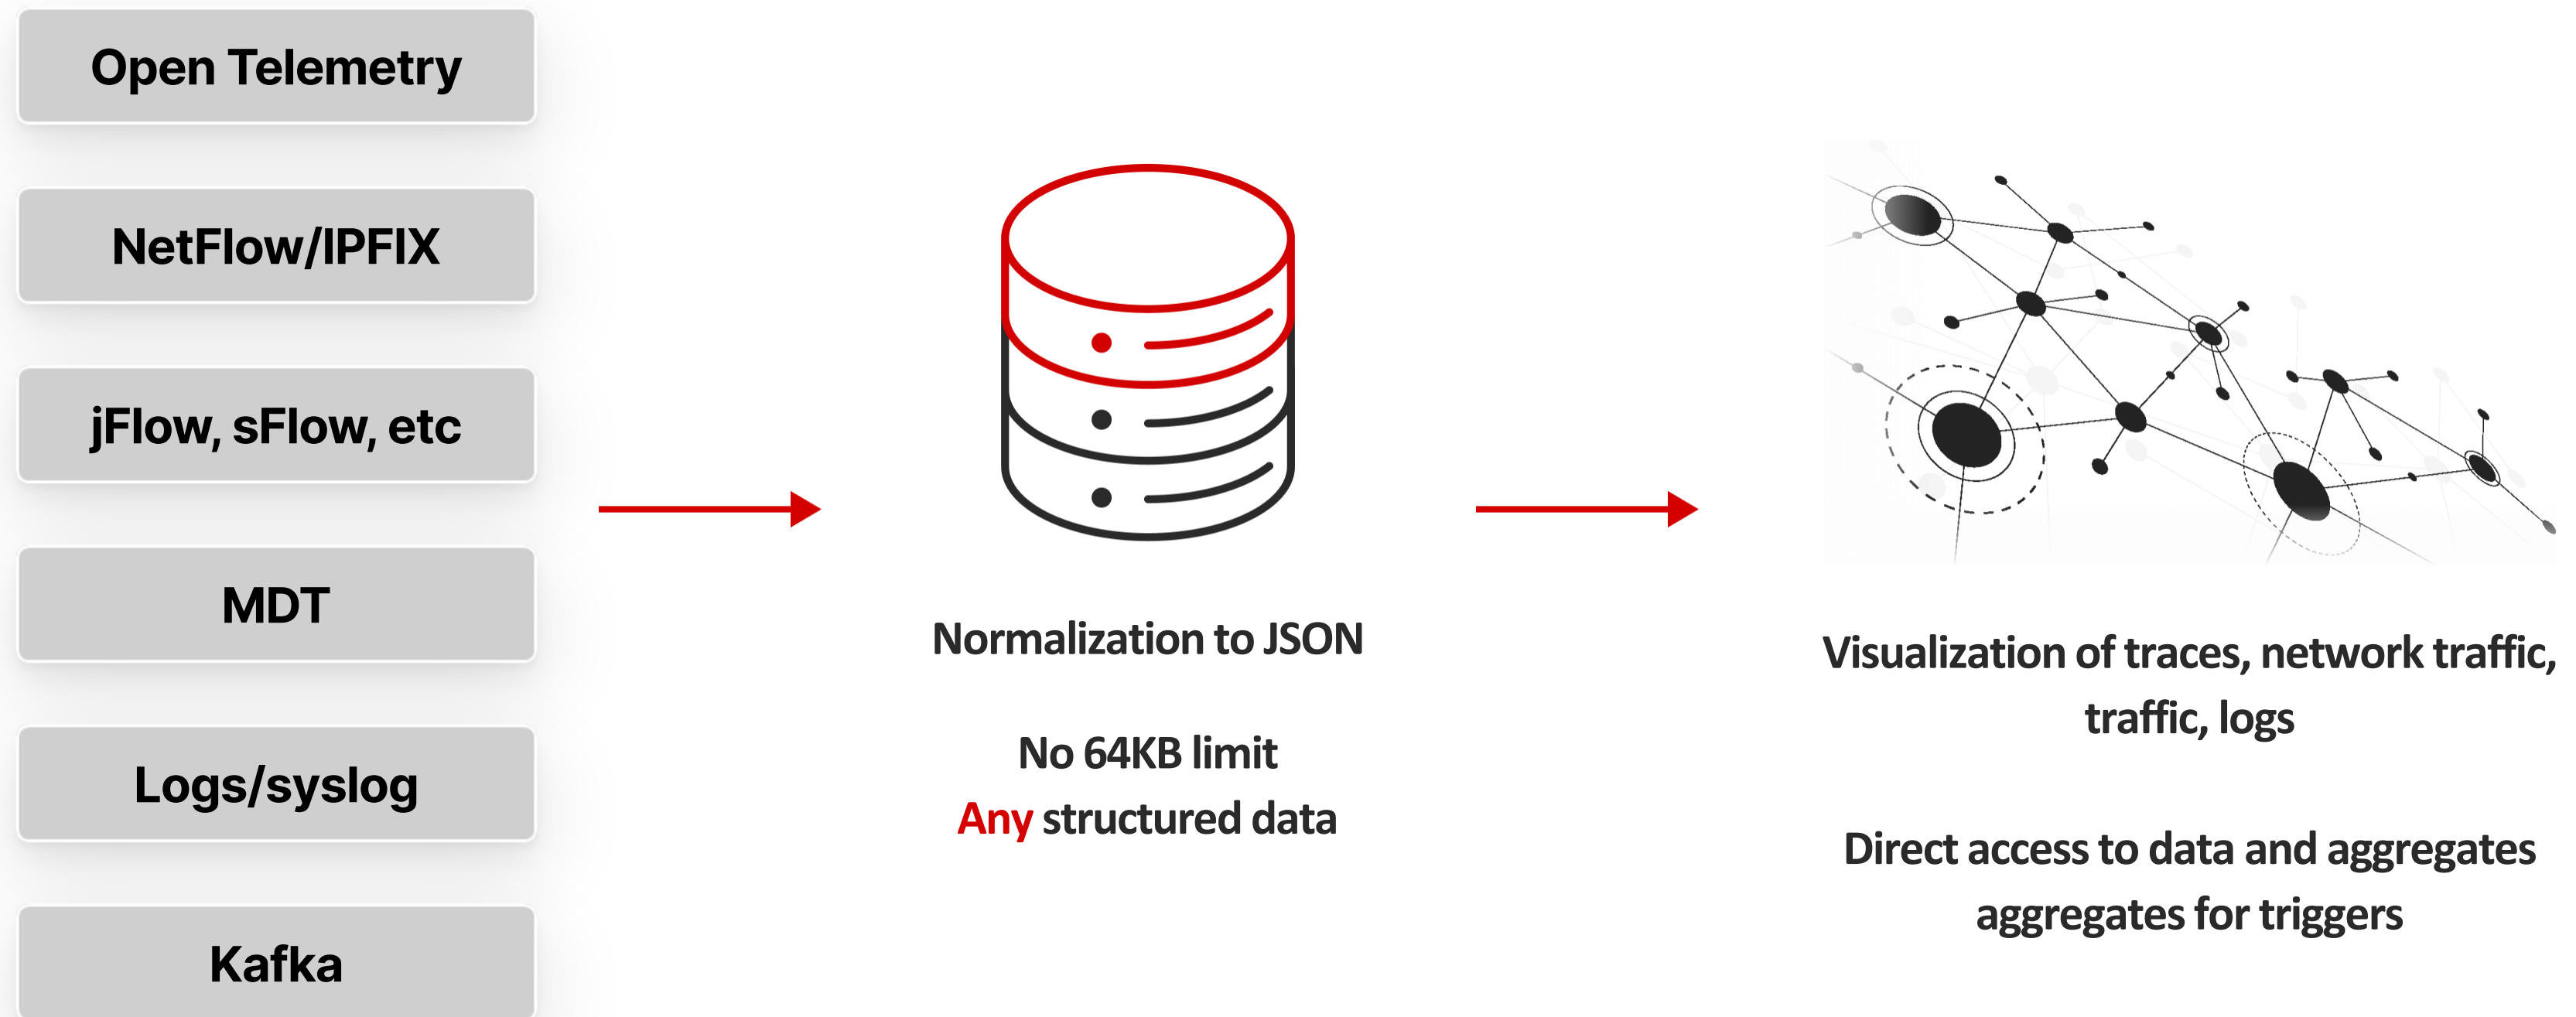 Open Telemetry
NetFlow/IPFIX
jFlow, sFlow, etc
MDT
Logs/syslog
Kafka
Normalization to JSON
No 64KB limit
Any structured data
Visualization of traces, network traffic,
traffic, logs
Direct access to data and aggregates
aggregates for triggers